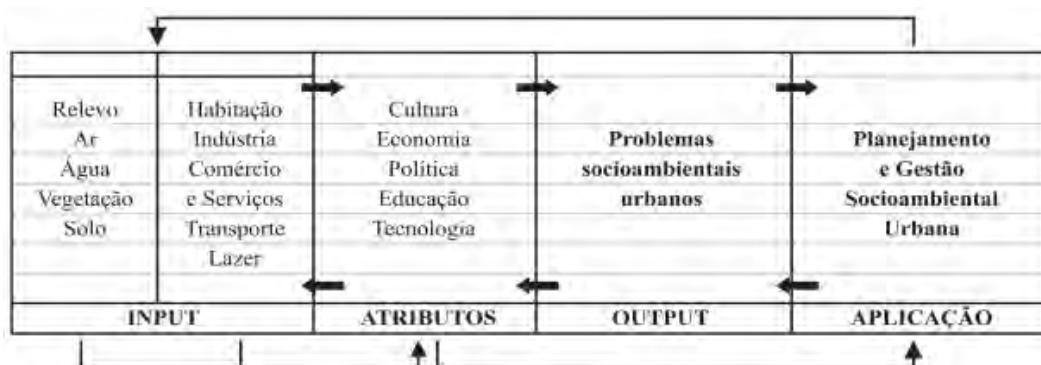 Relevo
Ar
Água
Vegetação
Solo
Habitação
Indústria
Comércio
e Serviços
Transporte
Lazer
Cultura
Economia
Política
Educação
Tecnologia
Problemas
socioambientais
urbanos
Planejamento
e Gestão
Socioambiental
Urbana
INPUT
ATRIBUTOS
OUTPUT
APLICAÇÃO